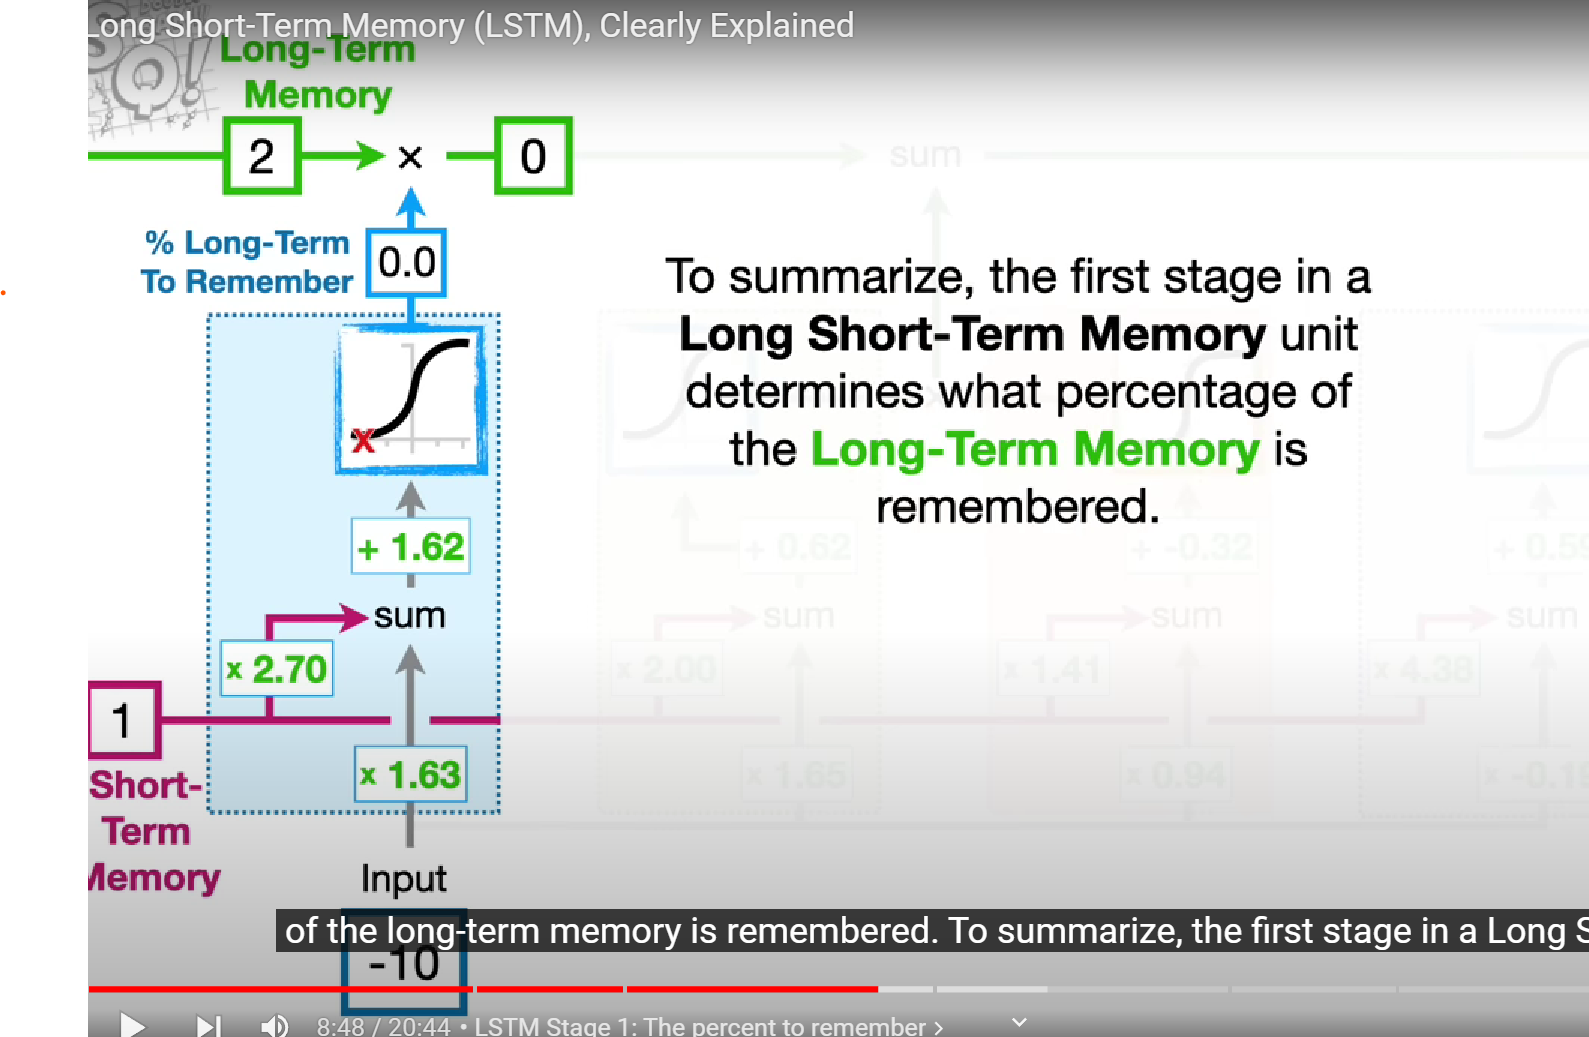 Long Short-Term Memory (LSTM), Clearly Explained
Long-Term
Memory
2
×
0
sum
% Long-Term
To Remember
0.0
To summarize, the first stage in a
Long Short-Term Memory unit
determines what percentage of
the Long-Term Memory is
remembered.
+ 1.62
+ 0.62
+ -0.32
sum
sum
sum
sum
x 2.70
x 2.00
x 1.41
x 4.38
1
x 1.63
x 1.65
x 0.94
Short-
Term
Memory
Input
of the long-term memory is remembered. To summarize, the first stage in a Long S
-10
8:48 / 20:44 • LSTM Stage 1: The percent to remember >